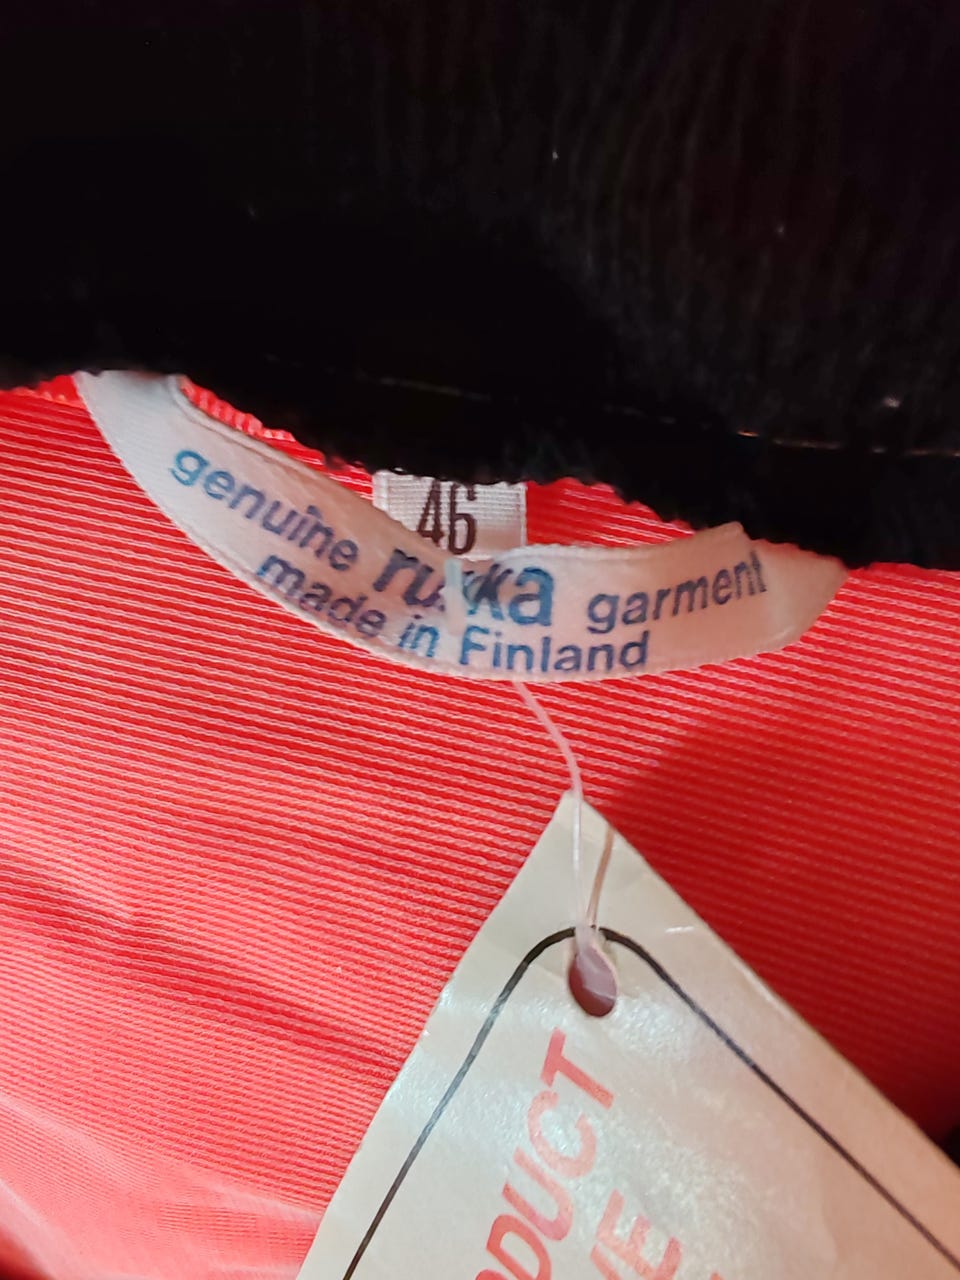 46
genuine rukka garment
made in Finland